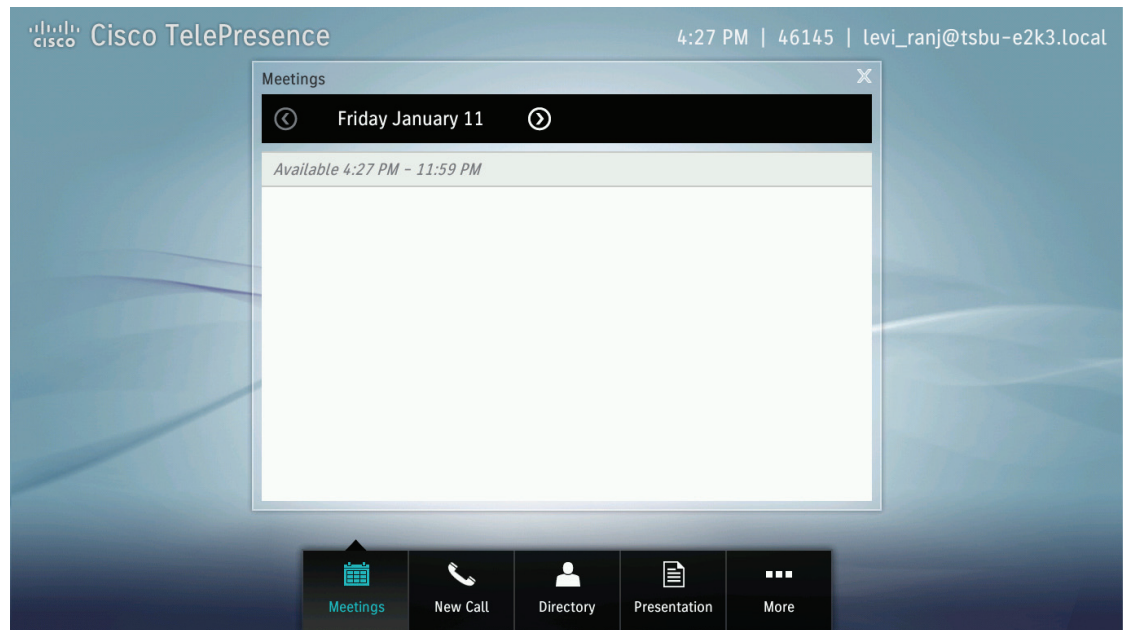 CISCO Cisco TelePresence 4:27 PM | 46145 | levi_ranj@tsbu-e2k3.local
Meetings X
Friday January 11
Available 4:27 PM - 11:59 PM
Meetings New Call Directory Presentation More